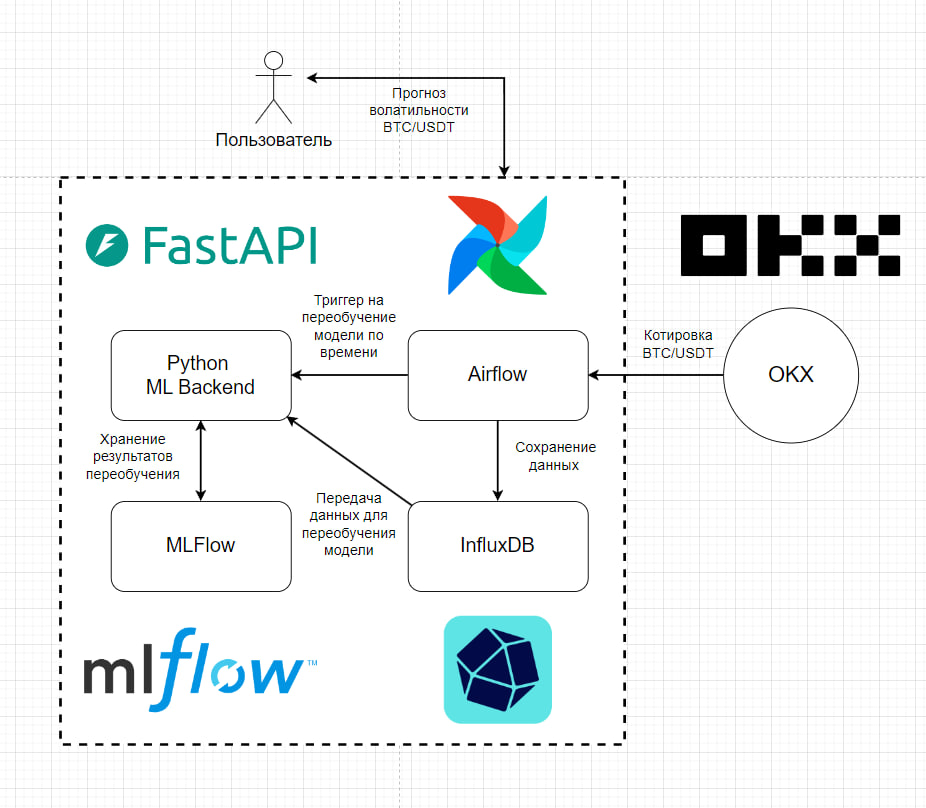 Прогноз
волатильности
BTC/USDT
Пользователь
FastAPI
OKX
Триггер на
переобучение
модели по
времени
Котировка
BTC/USDT
Python
ML Backend
Airflow
OKX
Хранение
результатов
переобучения
Сохранение
данных
Передача
данных для
переобучения
модели
MLFlow
InfluxDB
mlflow™